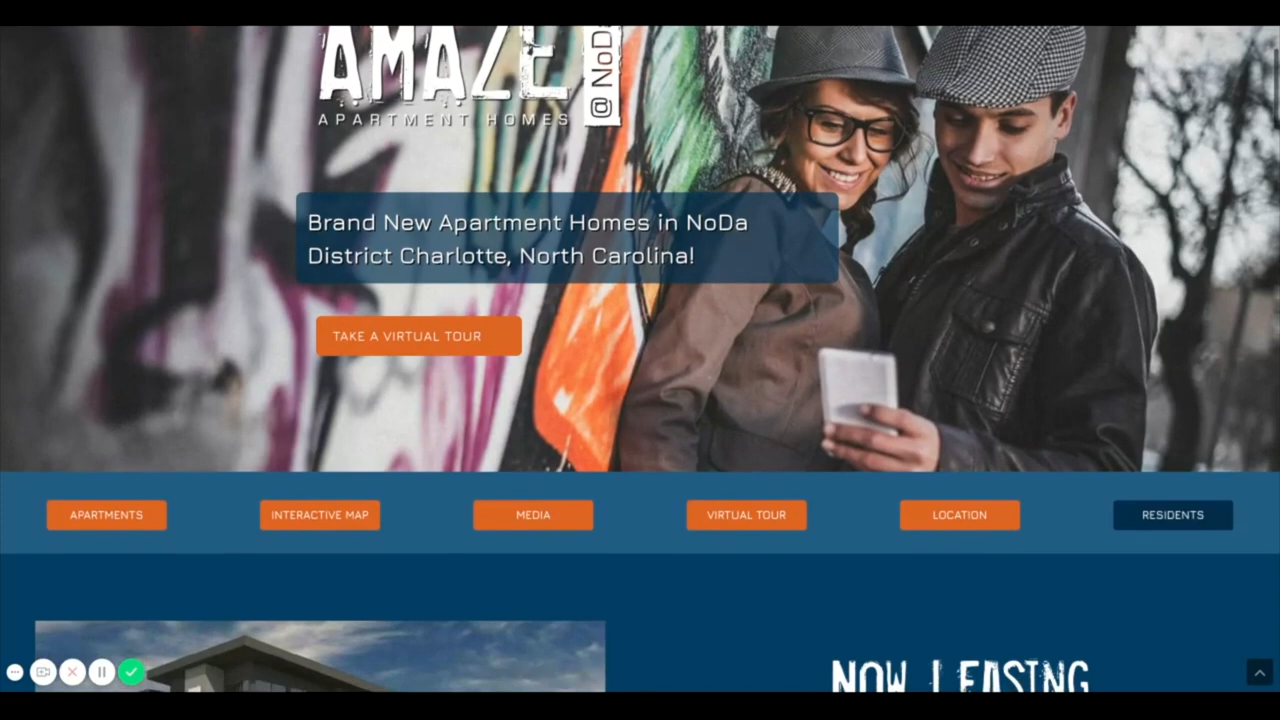 AMAZE
@ NoDa
APARTMENT HOMES
Brand New Apartment Homes in NoDa
District Charlotte, North Carolina!
TAKE A VIRTUAL TOUR
APARTMENTS
INTERACTIVE MAP
MEDIA
VIRTUAL TOUR
LOCATION
RESIDENTS
NOW LEASING